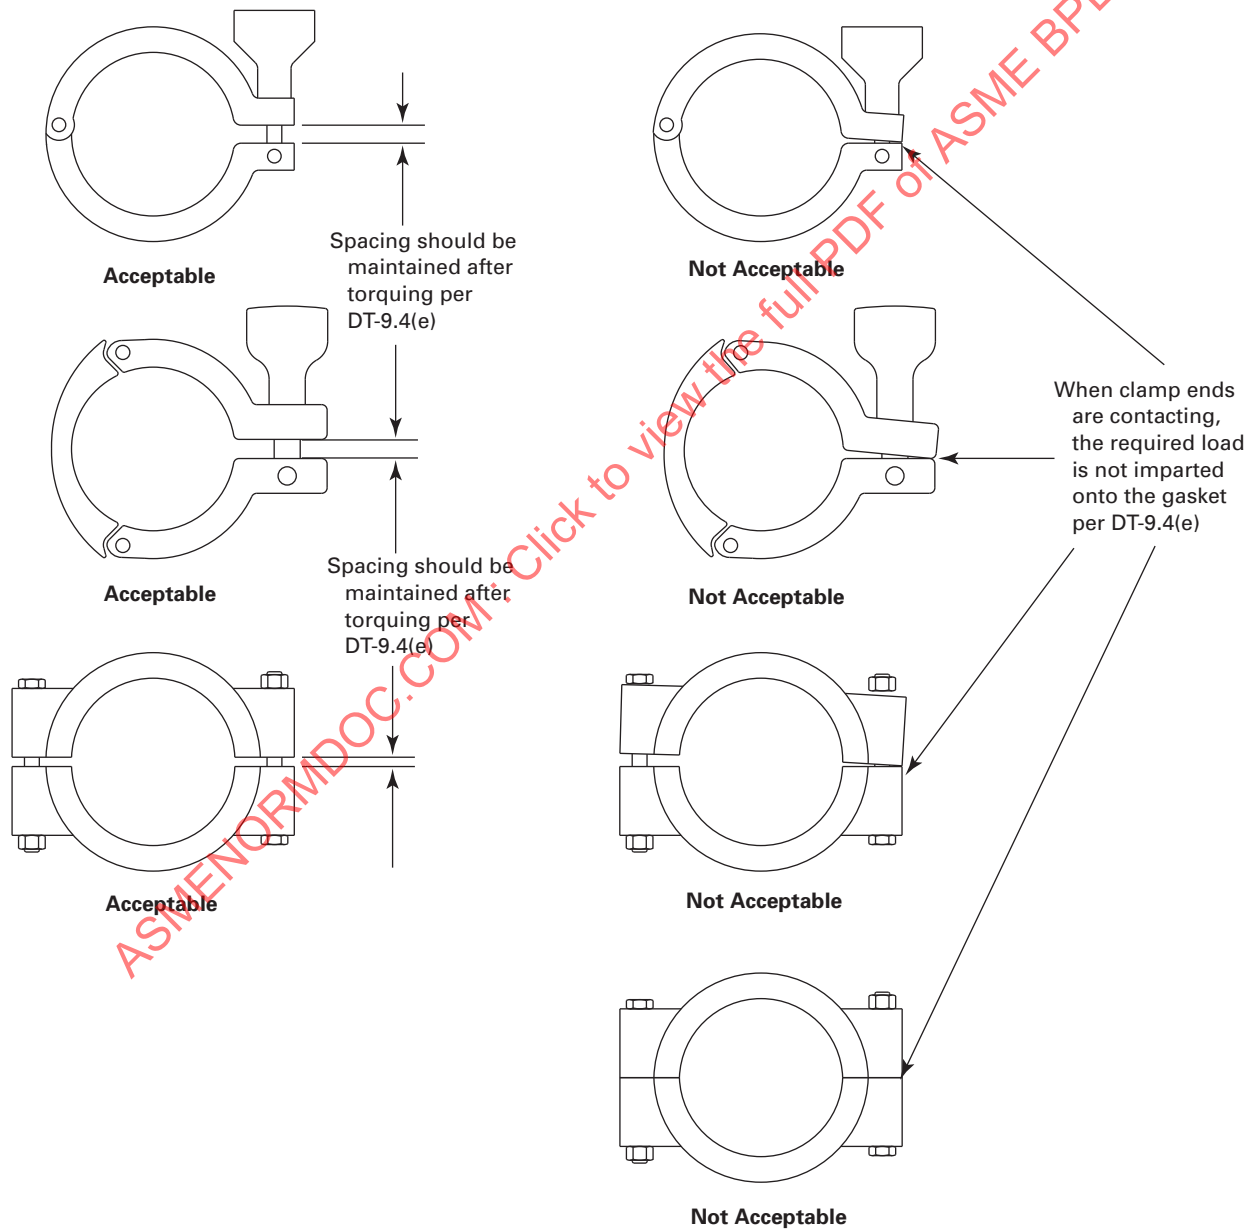 Acceptable
Spacing should be
maintained after
torquing per
DT-9.4(e)
Not Acceptable
Acceptable
Spacing should be
maintained after
torquing per
DT-9.4(e)
Not Acceptable
When clamp ends
are contacting,
the required load
is not imparted
onto the gasket
per DT-9.4(e)
Acceptable
Not Acceptable
Not Acceptable
ASMENORMDOC.COM : Click to view the full PDF of ASME BPE